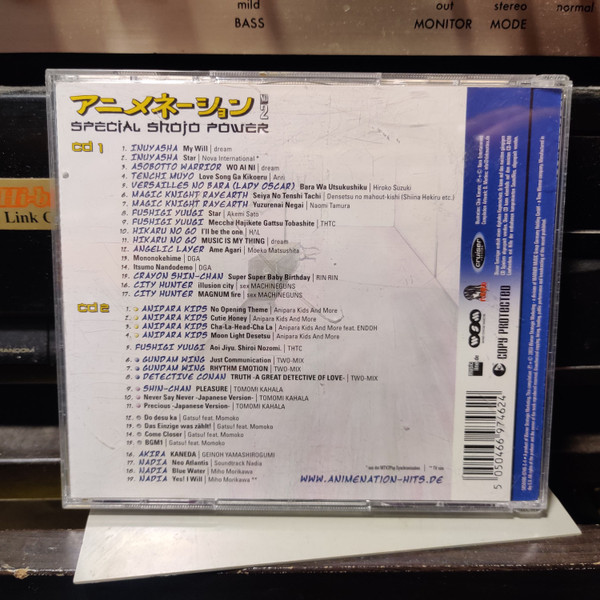 mild
BASS
out
MONITOR
stereo
MODE
normal
アニメネーション No 2
SPECIAL SHOJO POWER
CD 1
1. INUYASHA My Will | dream
2. INUYASHA Star | Nova International *
3. ASOBOTTO WARRIOR WO AI NI | dream
4. TENCHI MUYO Love Song Ga Kikoeru | Anri
5. VERSAILLES NO BARA (LADY OSCAR) Bara Wa Utsukushiku | Hiroko Suzuki
6. MAGIC KNIGHT RAYEARTH Seiya No Tenshi Tachi | Densetsu no mahout-kishi (Shiina Hekiru etc.)
7. MAGIC KNIGHT RAYEARTH Yuzurenai Negai | Naomi Tamura
8. FUSHIGI YUUGI Star | Akemi Sato
9. FUSHIGI YUUGI Meccha Hajikete Gattsu Tobashite | THTC
10. HIKARU NO GO I'll be the one | HΛL
11. HIKARU NO GO MUSIC IS MY THING | dream
12. ANGELIC LAYER Ame Agari | Moeka Matsushita
13. Mononokehime | DGA
14. Itsumo Nandodemo | DGA
15. CRAYON SHIN-CHAN Super Super Baby Birthday | RIN RIN
16. CITY HUNTER illusion city | sex MACHINEGUNS
17. CITY HUNTER MAGNUM fire | sex MACHINEGUNS
CD 2
1. ANIPARA KIDS No Opening Theme | Anipara Kids And More
2. ANIPARA KIDS Cutie Honey | Anipara Kids And More
3. ANIPARA KIDS Cha-La-Head-Cha La | Anipara Kids And More feat. ENDOH
4. ANIPARA KIDS Moon Light Desetsu | Anipara Kids And More
5. FUSHIGI YUUGI Aoi Jiyu, Shiroi Nozomi. | THTC
6. GUNDAM WING Just Communication | TWO-MIX
7. GUNDAM WING RHYTHM EMOTION | TWO-MIX
8. DETECTIVE CONAN TRUTH -A GREAT DETECTIVE OF LOVE- | TWO-MIX
9. SHIN-CHAN PLEASURE | TOMOMI KAHALA
10. Never Say Never -Japanese Version- | TOMOMI KAHALA
11. Precious -Japanese Version- | TOMOMI KAHALA
12. Do desu ka | Gatsu! feat. Momoko
13. Das Einzige was zählt! | Gatsu! feat. Momoko
14. Come Closer | Gatsu! feat. Momoko
15. BGM1 | Gatsu! feat. Momoko
16. AKIRA KANEDA | GEINOH YAMASHIROGUMI
17. NADIA Neo Atlantis | Soundtrack Nadia
18. NADIA Blue Water | Miho Morikawa
19. NADIA Yes! I Will | Miho Morikawa **
WWW.ANIMENATION-HITS.DE
COPY PROTECTED
5 050466 974624
Link